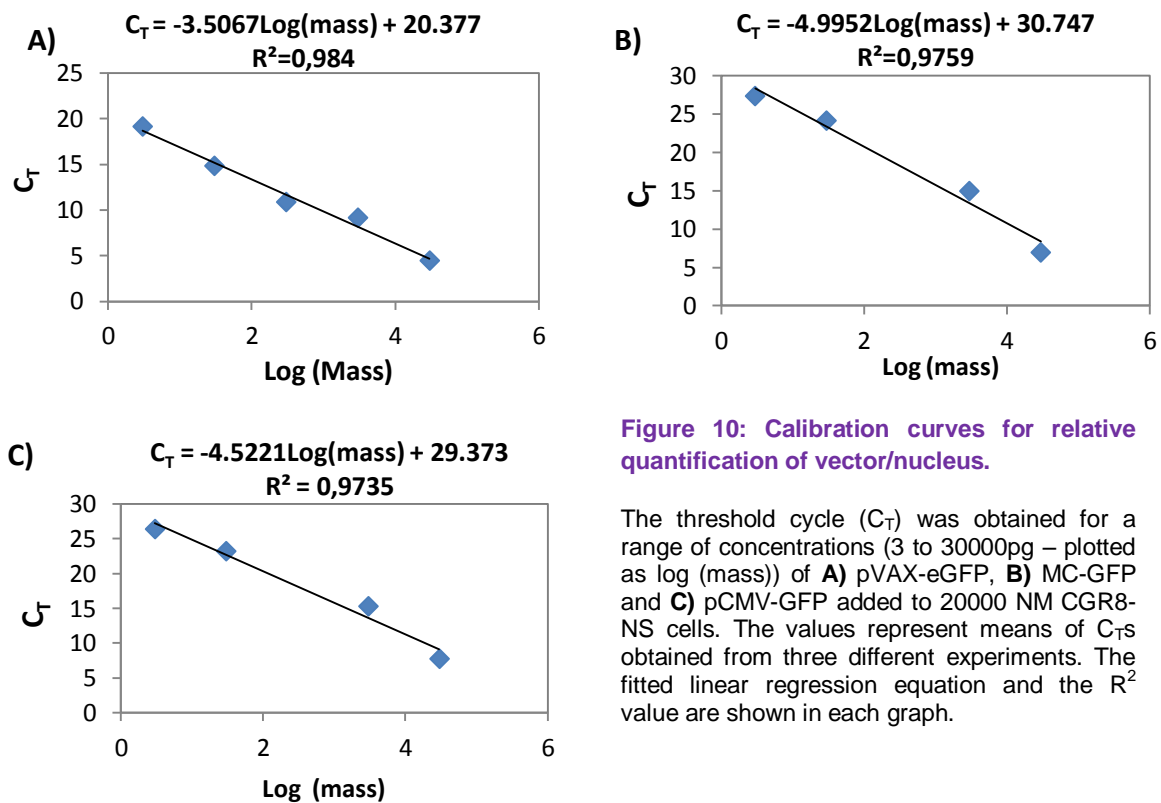 A)
C_T = -3.5067Log(mass) + 20.377
R²=0,984
25
20
15
10
5
0
C_T
0 2 4 6
Log (Mass)
B)
C_T = -4.9952Log(mass) + 30.747
R²=0,9759
30
25
20
15
10
5
0
C_T
0 2 4 6
Log (mass)
C)
C_T = -4.5221Log(mass) + 29.373
R² = 0,9735
30
25
20
15
10
5
0
C_T
0 2 4 6
Log (mass)
Figure 10: Calibration curves for relative
quantification of vector/nucleus.
The threshold cycle (C_T) was obtained for a
range of concentrations (3 to 30000pg – plotted
as log (mass)) of A) pVAX-eGFP, B) MC-GFP
and C) pCMV-GFP added to 20000 NM CGR8-
NS cells. The values represent means of C_Ts
obtained from three different experiments. The
fitted linear regression equation and the R²
value are shown in each graph.